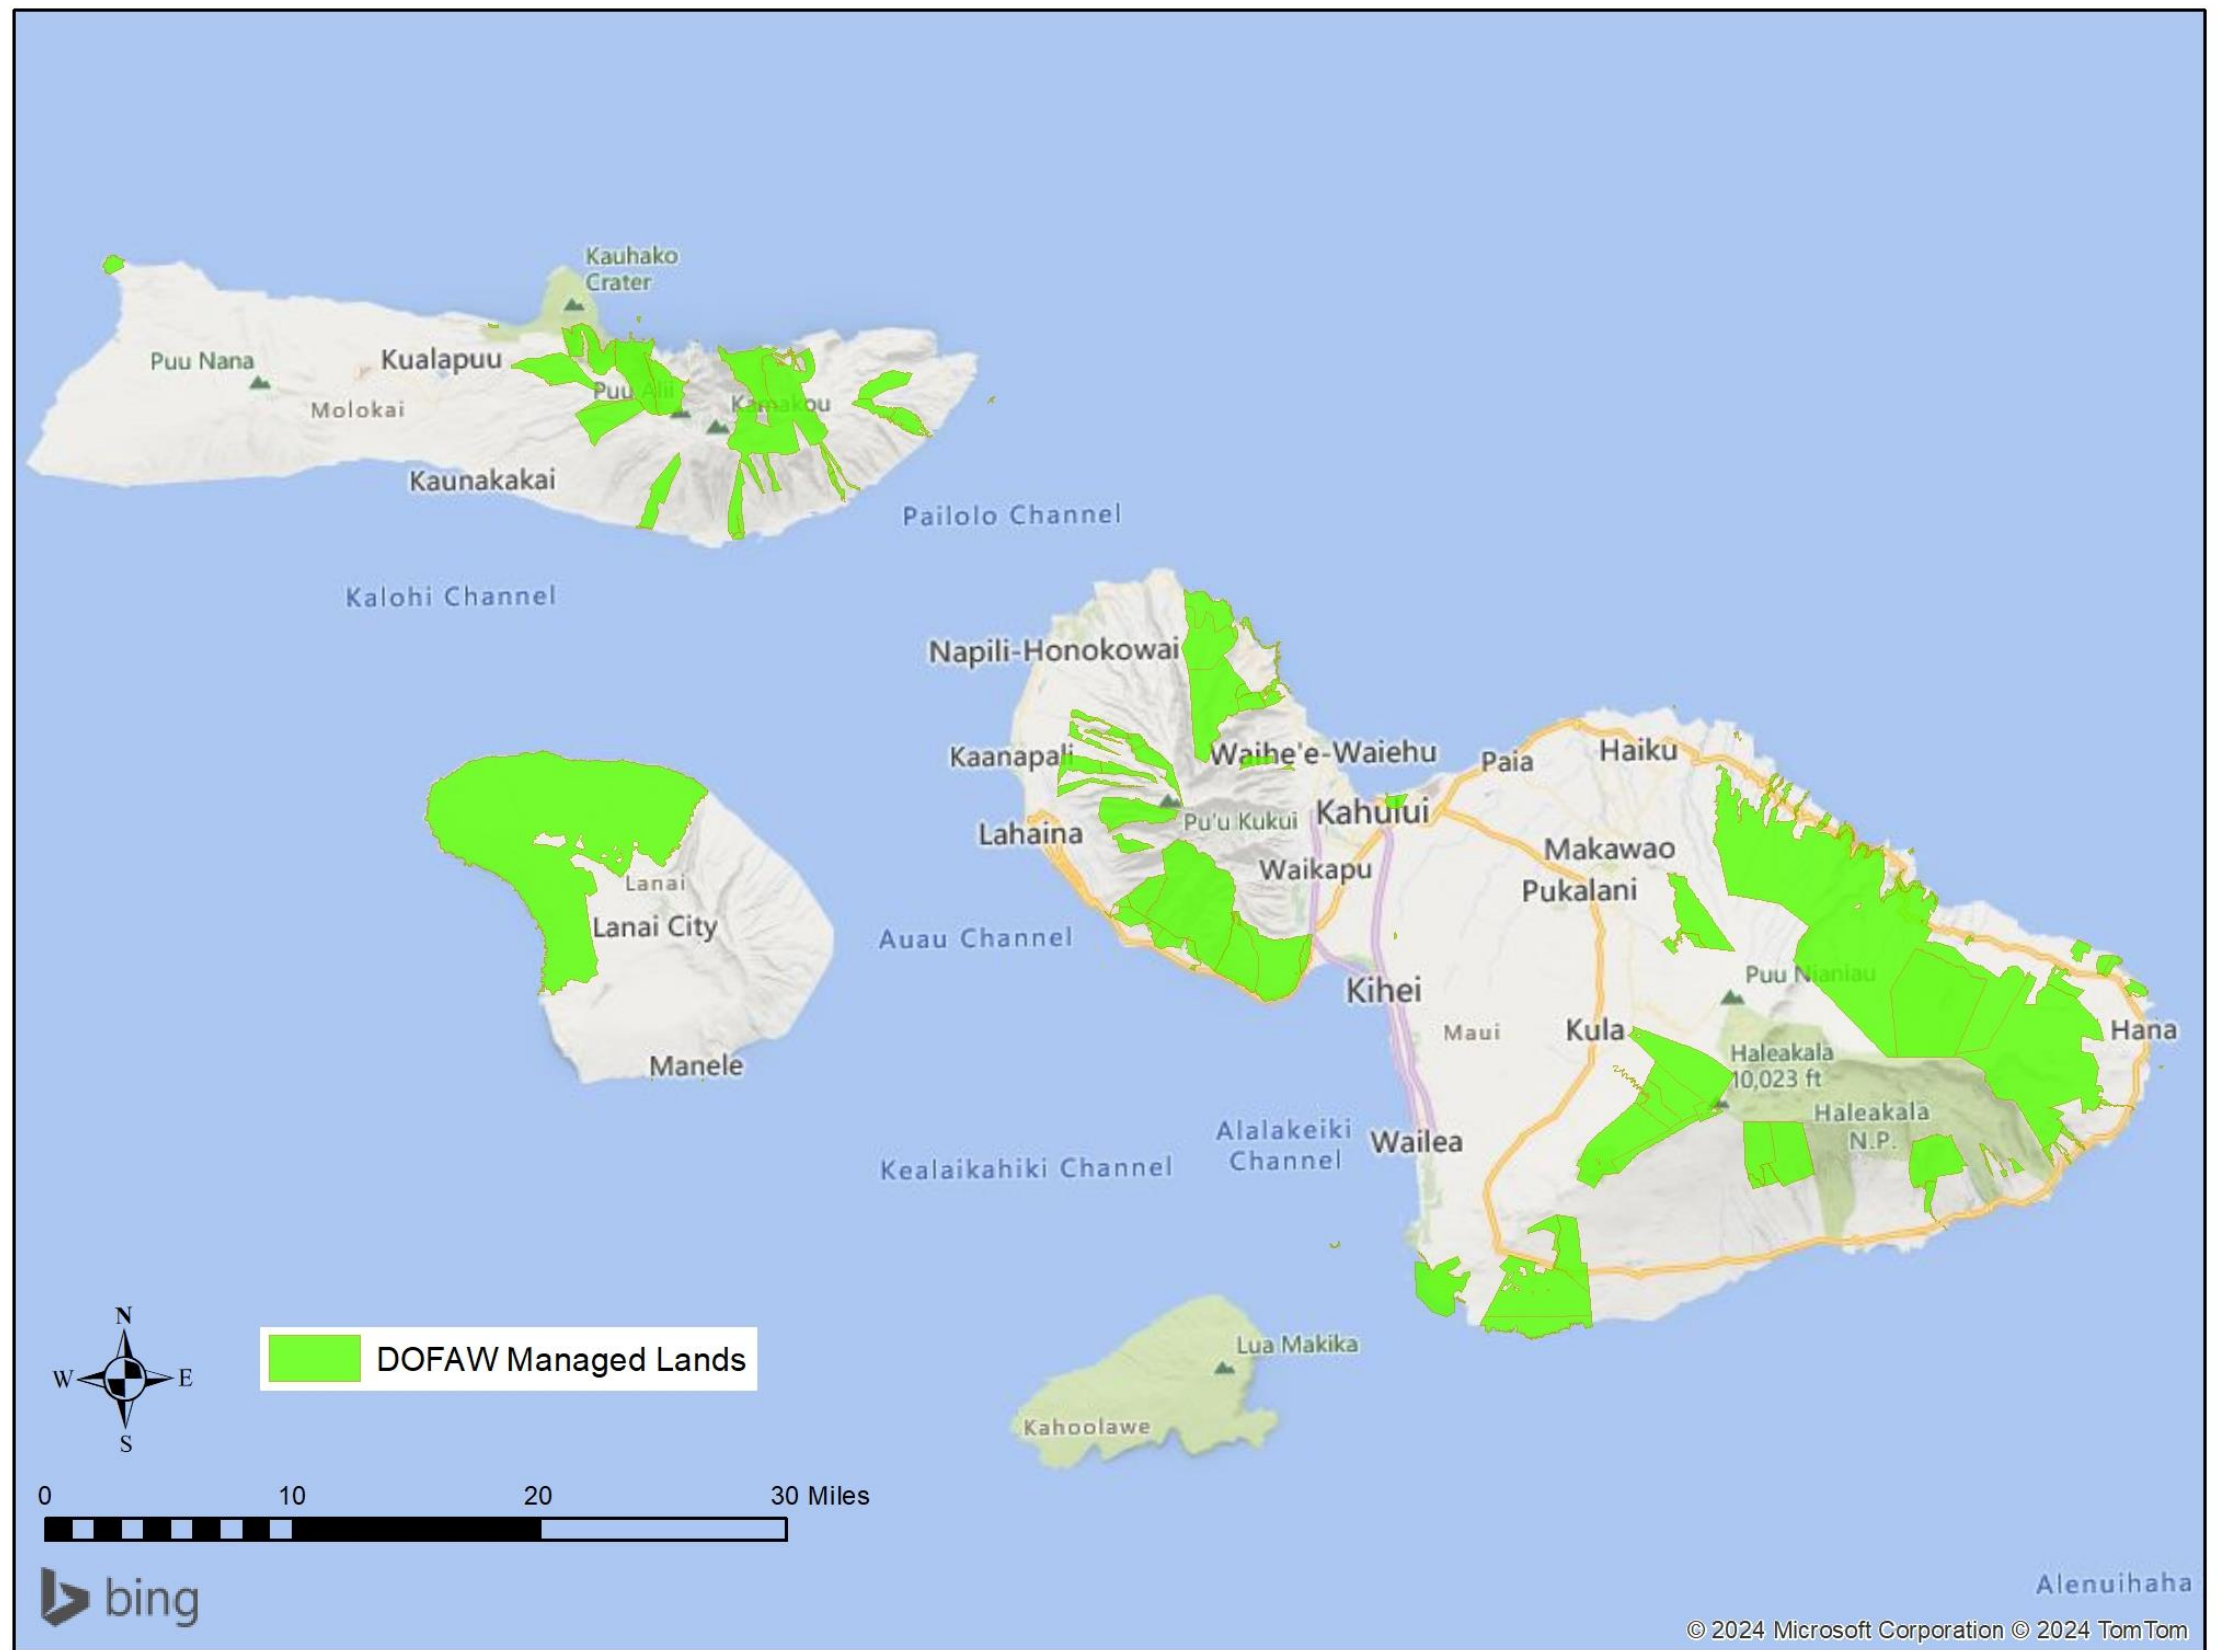 Kauhako
Crater
Puu Nana
Kualapuu
Molokai
Puu Alii
Kamakou
Kaunakakai
Pailolo Channel
Kalohi Channel
Napili-Honokowai
Kaanapali
Waihe'e-Waiehu
Paia
Haiku
Lahaina
Pu'u Kukui
Kahului
Makawao
Waikapu
Pukalani
Lanai
Lanai City
Auau Channel
Puu Nianiau
Kihei
Maui
Kula
Hana
Manele
Haleakala
10,023 ft
Haleakala
N.P.
Alalakeiki
Channel
Wailea
Kealaikahiki Channel
Lua Makika
Kahoolawe
N
W E
S
DOFAW Managed Lands
0 10 20 30 Miles
bing
Alenuihaha
© 2024 Microsoft Corporation © 2024 TomTom